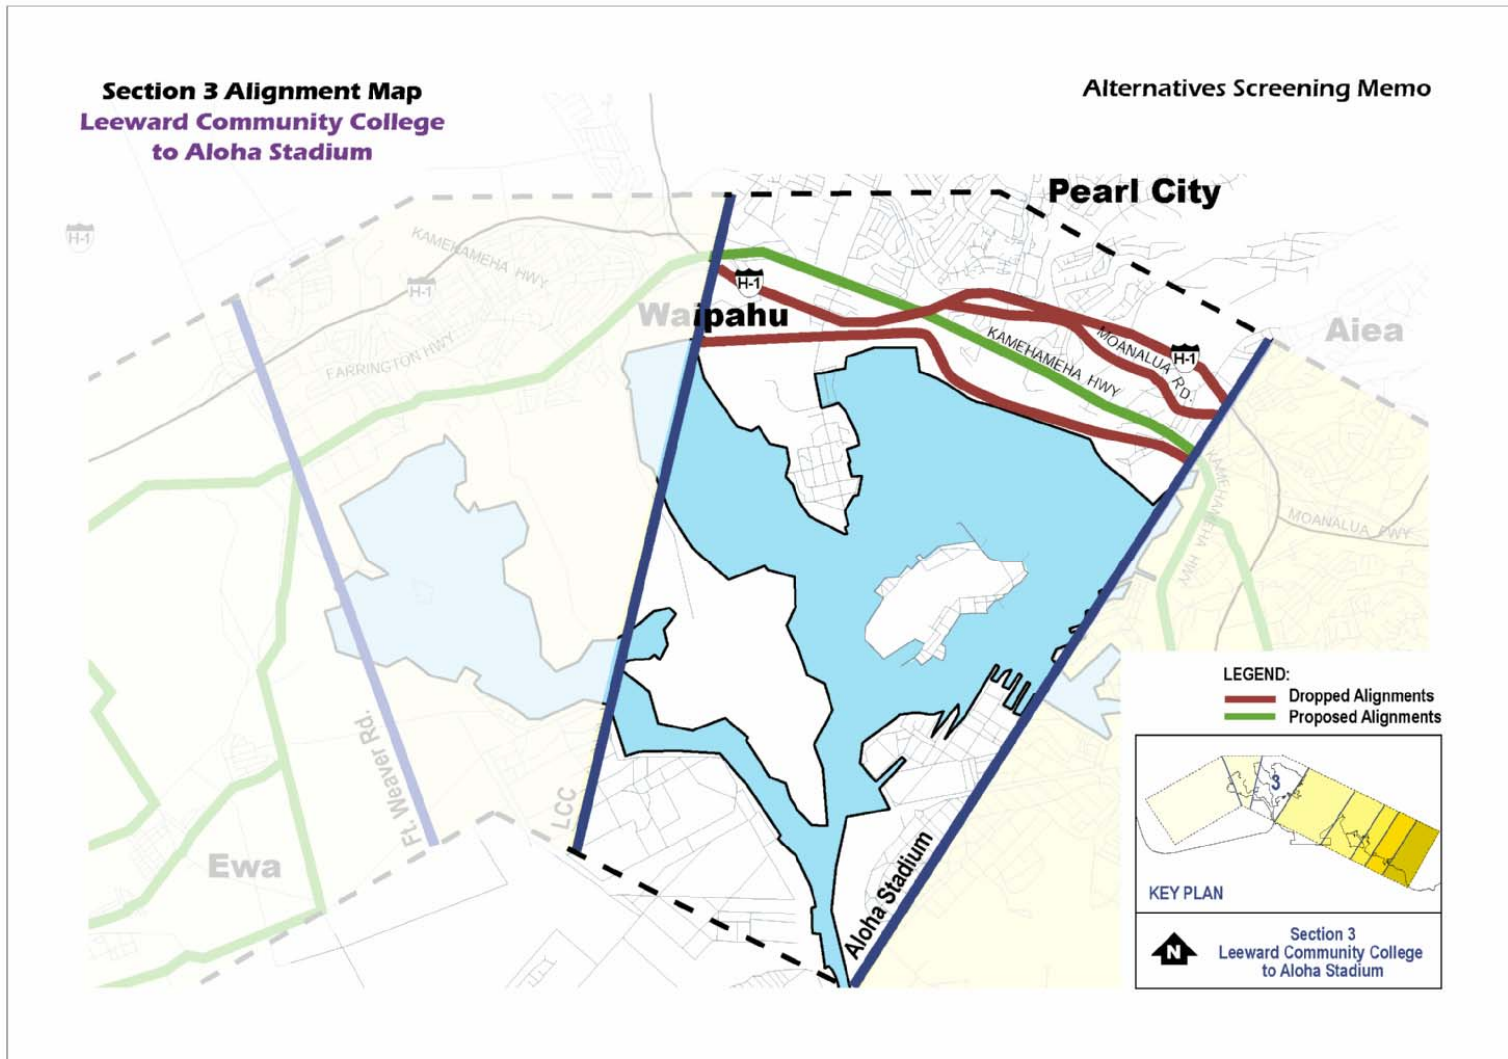 Section 3 Alignment Map
Leeward Community College
to Aloha Stadium
Alternatives Screening Memo
Pearl City
H-1
KAMEHAMEHA HWY
H-1
H-1
Waipahu
FARRINGTON HWY
KAMEHAMEHA HWY
MOANALUA RD.
H-1
Aiea
KAMEHAMEHA HWY
MOANALUA FWY
Ft. Weaver Rd.
LCC
Ewa
Aloha Stadium
LEGEND:
Dropped Alignments
Proposed Alignments
3
KEY PLAN
N
Section 3
Leeward Community College
to Aloha Stadium